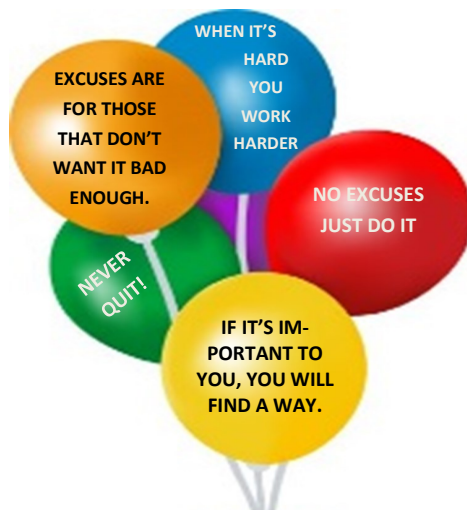 WHEN IT'S
HARD
YOU
WORK
HARDER
EXCUSES ARE
FOR THOSE
THAT DON'T
WANT IT BAD
ENOUGH.
NO EXCUSES
JUST DO IT
NEVER
QUIT!
IF IT'S IM-
PORTANT TO
YOU, YOU WILL
FIND A WAY.